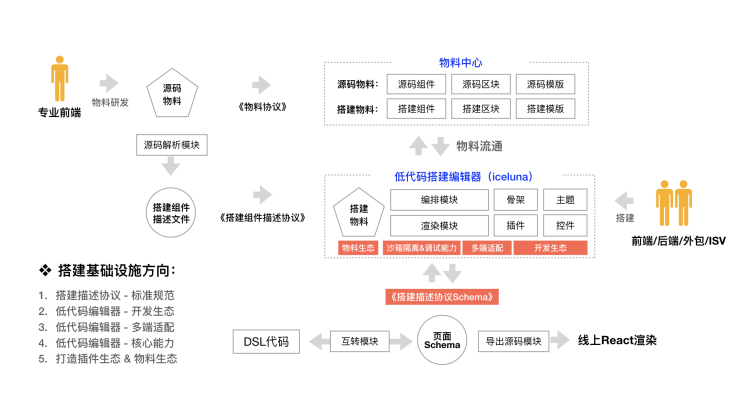 物料中心
源码物料： 源码组件 源码区块 源码模版
搭建物料： 搭建组件 搭建区块 搭建模版
专业前端
物料研发
源码
物料
《物料协议》
源码解析模块
物料流通
低代码搭建编辑器（iceluna）
搭建组件
描述文件
《搭建组件描述协议》
搭建
物料
编排模块 骨架 主题
渲染模块 插件 控件
物料生态 沙箱隔离&调试能力 多端适配 开发生态
搭建
前端/后端/外包/ISV
❖ 搭建基础设施方向：
1. 搭建描述协议 - 标准规范
2. 低代码编辑器 - 开发生态
3. 低代码编辑器 - 多端适配
4. 低代码编辑器 - 核心能力
5. 打造插件生态 & 物料生态
《搭建描述协议Schema》
DSL代码
互转模块
页面
Schema
导出源码模块
线上React渲染